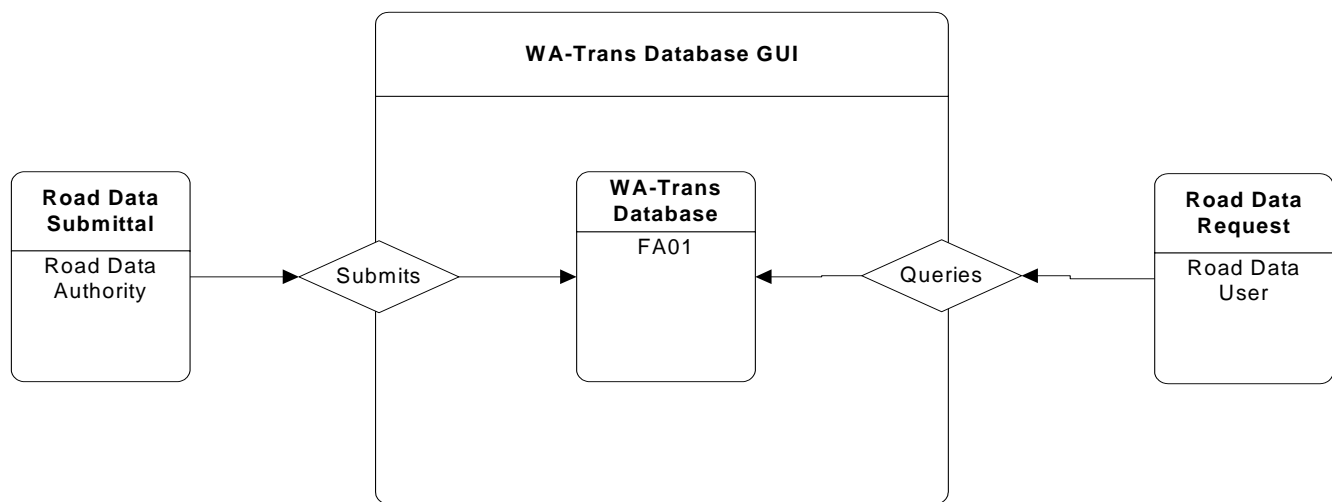 WA-Trans Database GUI
Road Data
Submittal
Road Data
Authority
Submits
WA-Trans
Database
FA01
Queries
Road Data
Request
Road Data
User